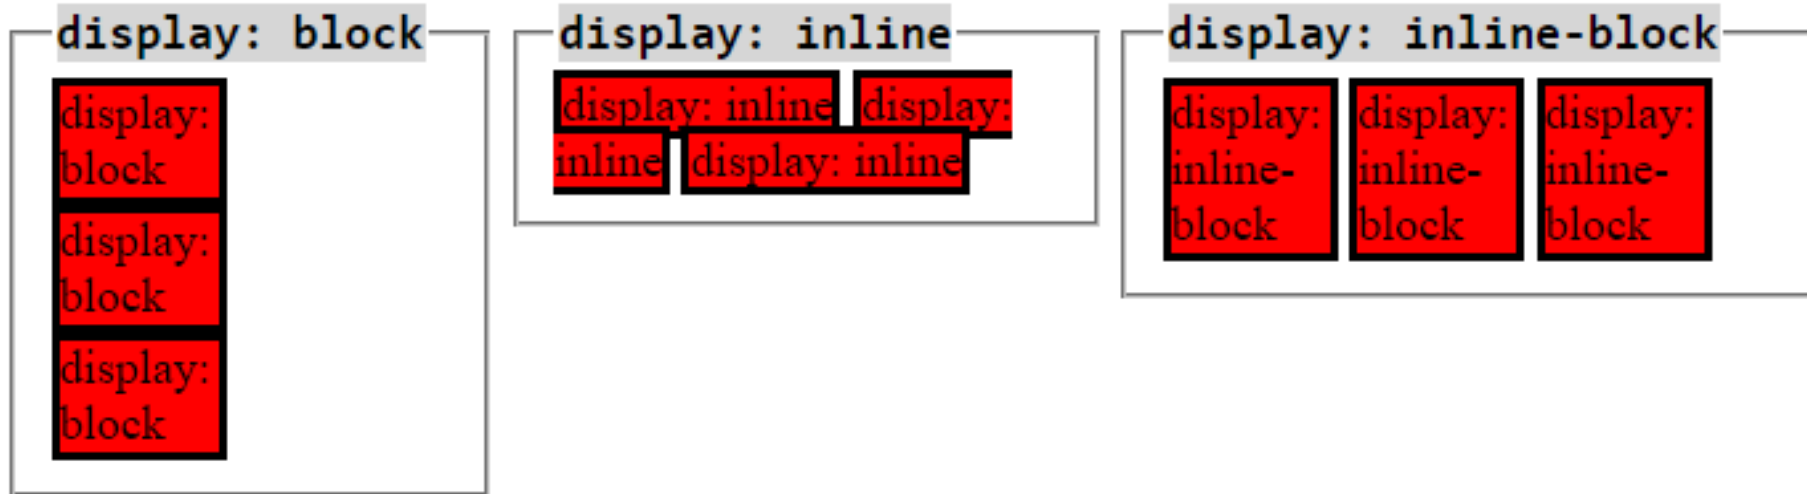 display: block
display:
block
display:
block
display:
block
display: inline
display: inline display:
inline display: inline
display: inline-block
display: display: display:
inline- inline- inline-
block block block